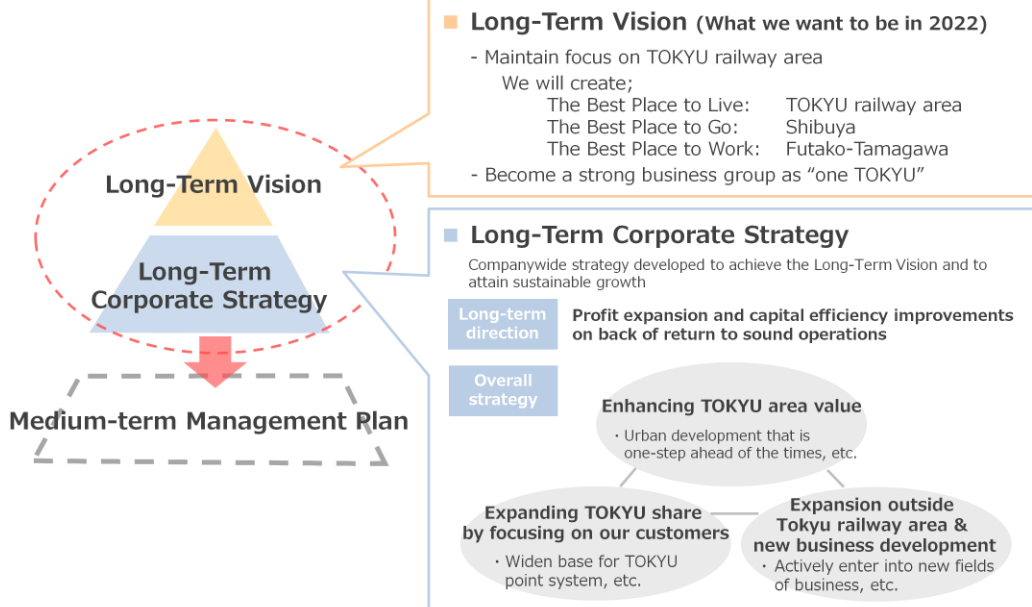 Long-Term Vision
Long-Term
Corporate Strategy
Medium-term Management Plan
Long-Term Vision (What we want to be in 2022)
- Maintain focus on TOKYU railway area
We will create;
The Best Place to Live: TOKYU railway area
The Best Place to Go: Shibuya
The Best Place to Work: Futako-Tamagawa
- Become a strong business group as “one TOKYU”
Long-Term Corporate Strategy
Companywide strategy developed to achieve the Long-Term Vision and to
attain sustainable growth
Long-term
direction
Profit expansion and capital efficiency improvements
on back of return to sound operations
Overall
strategy
Enhancing TOKYU area value
・Urban development that is
one-step ahead of the times, etc.
Expanding TOKYU share
by focusing on our customers
・Widen base for TOKYU
point system, etc.
Expansion outside
Tokyu railway area &
new business development
・Actively enter into new fields
of business, etc.